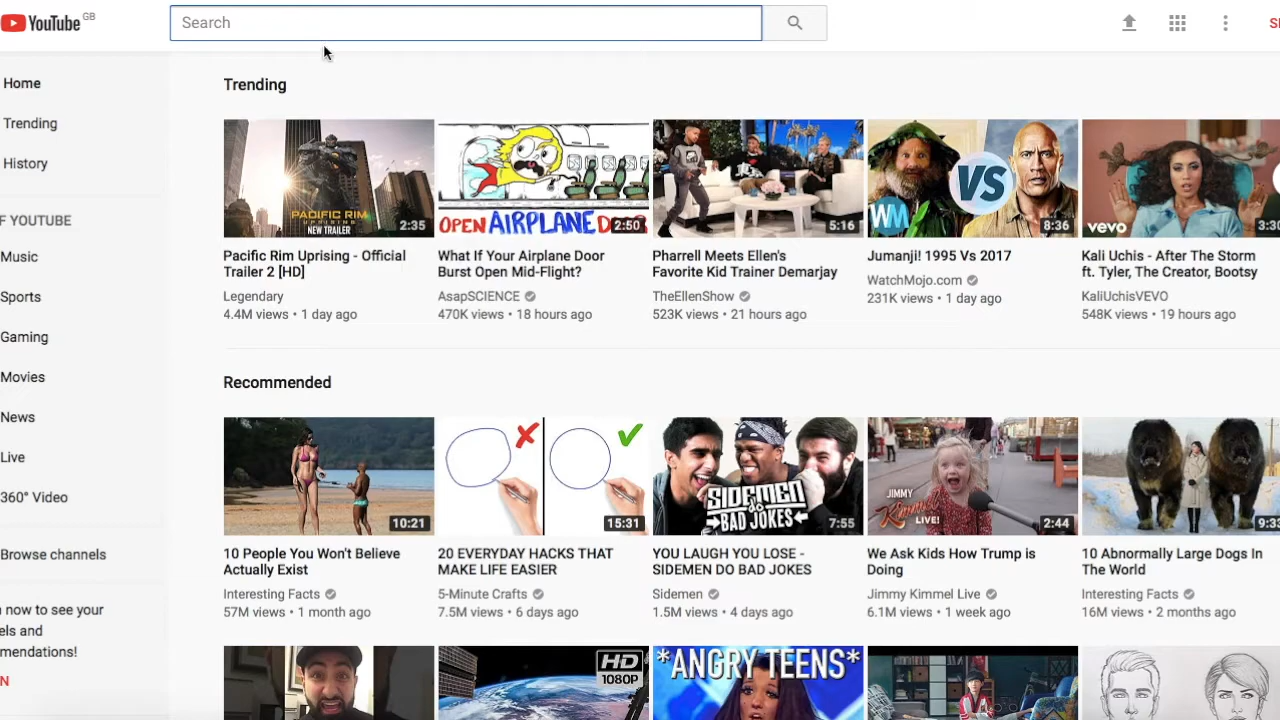 YouTube GB
Search
SI
Home
Trending
History
F YOUTUBE
Music
Sports
Gaming
Movies
News
Live
360° Video
Browse channels
now to see your
els and
mendations!
N
Trending
PACIFIC RIM
UPRISING
NEW TRAILER
2:35
Pacific Rim Uprising - Official
Trailer 2 [HD]
Legendary
4.4M views • 1 day ago
OPEN AIRPLANE
2:50
What If Your Airplane Door
Burst Open Mid-Flight?
AsapSCIENCE
470K views • 18 hours ago
5:16
Pharrell Meets Ellen's
Favorite Kid Trainer Demarjay
TheEllenShow
523K views • 21 hours ago
VS
WM
8:36
Jumanji! 1995 Vs 2017
WatchMojo.com
231K views • 1 day ago
vevo
3:30
Kali Uchis - After The Storm
ft. Tyler, The Creator, Bootsy
KaliUchisVEVO
548K views • 19 hours ago
Recommended
10:21
10 People You Won't Believe
Actually Exist
Interesting Facts
57M views • 1 month ago
15:31
20 EVERYDAY HACKS THAT
MAKE LIFE EASIER
5-Minute Crafts
7.5M views • 6 days ago
SIDEMEN
DO
BAD JOKES
7:55
YOU LAUGH YOU LOSE -
SIDEMEN DO BAD JOKES
Sidemen
1.5M views • 4 days ago
JIMMY
Kimmel
LIVE!
2:44
We Ask Kids How Trump is
Doing
Jimmy Kimmel Live
6.1M views • 1 week ago
9:33
10 Abnormally Large Dogs In
The World
Interesting Facts
16M views • 2 months ago
HD
1080P
*ANGRY TEENS*